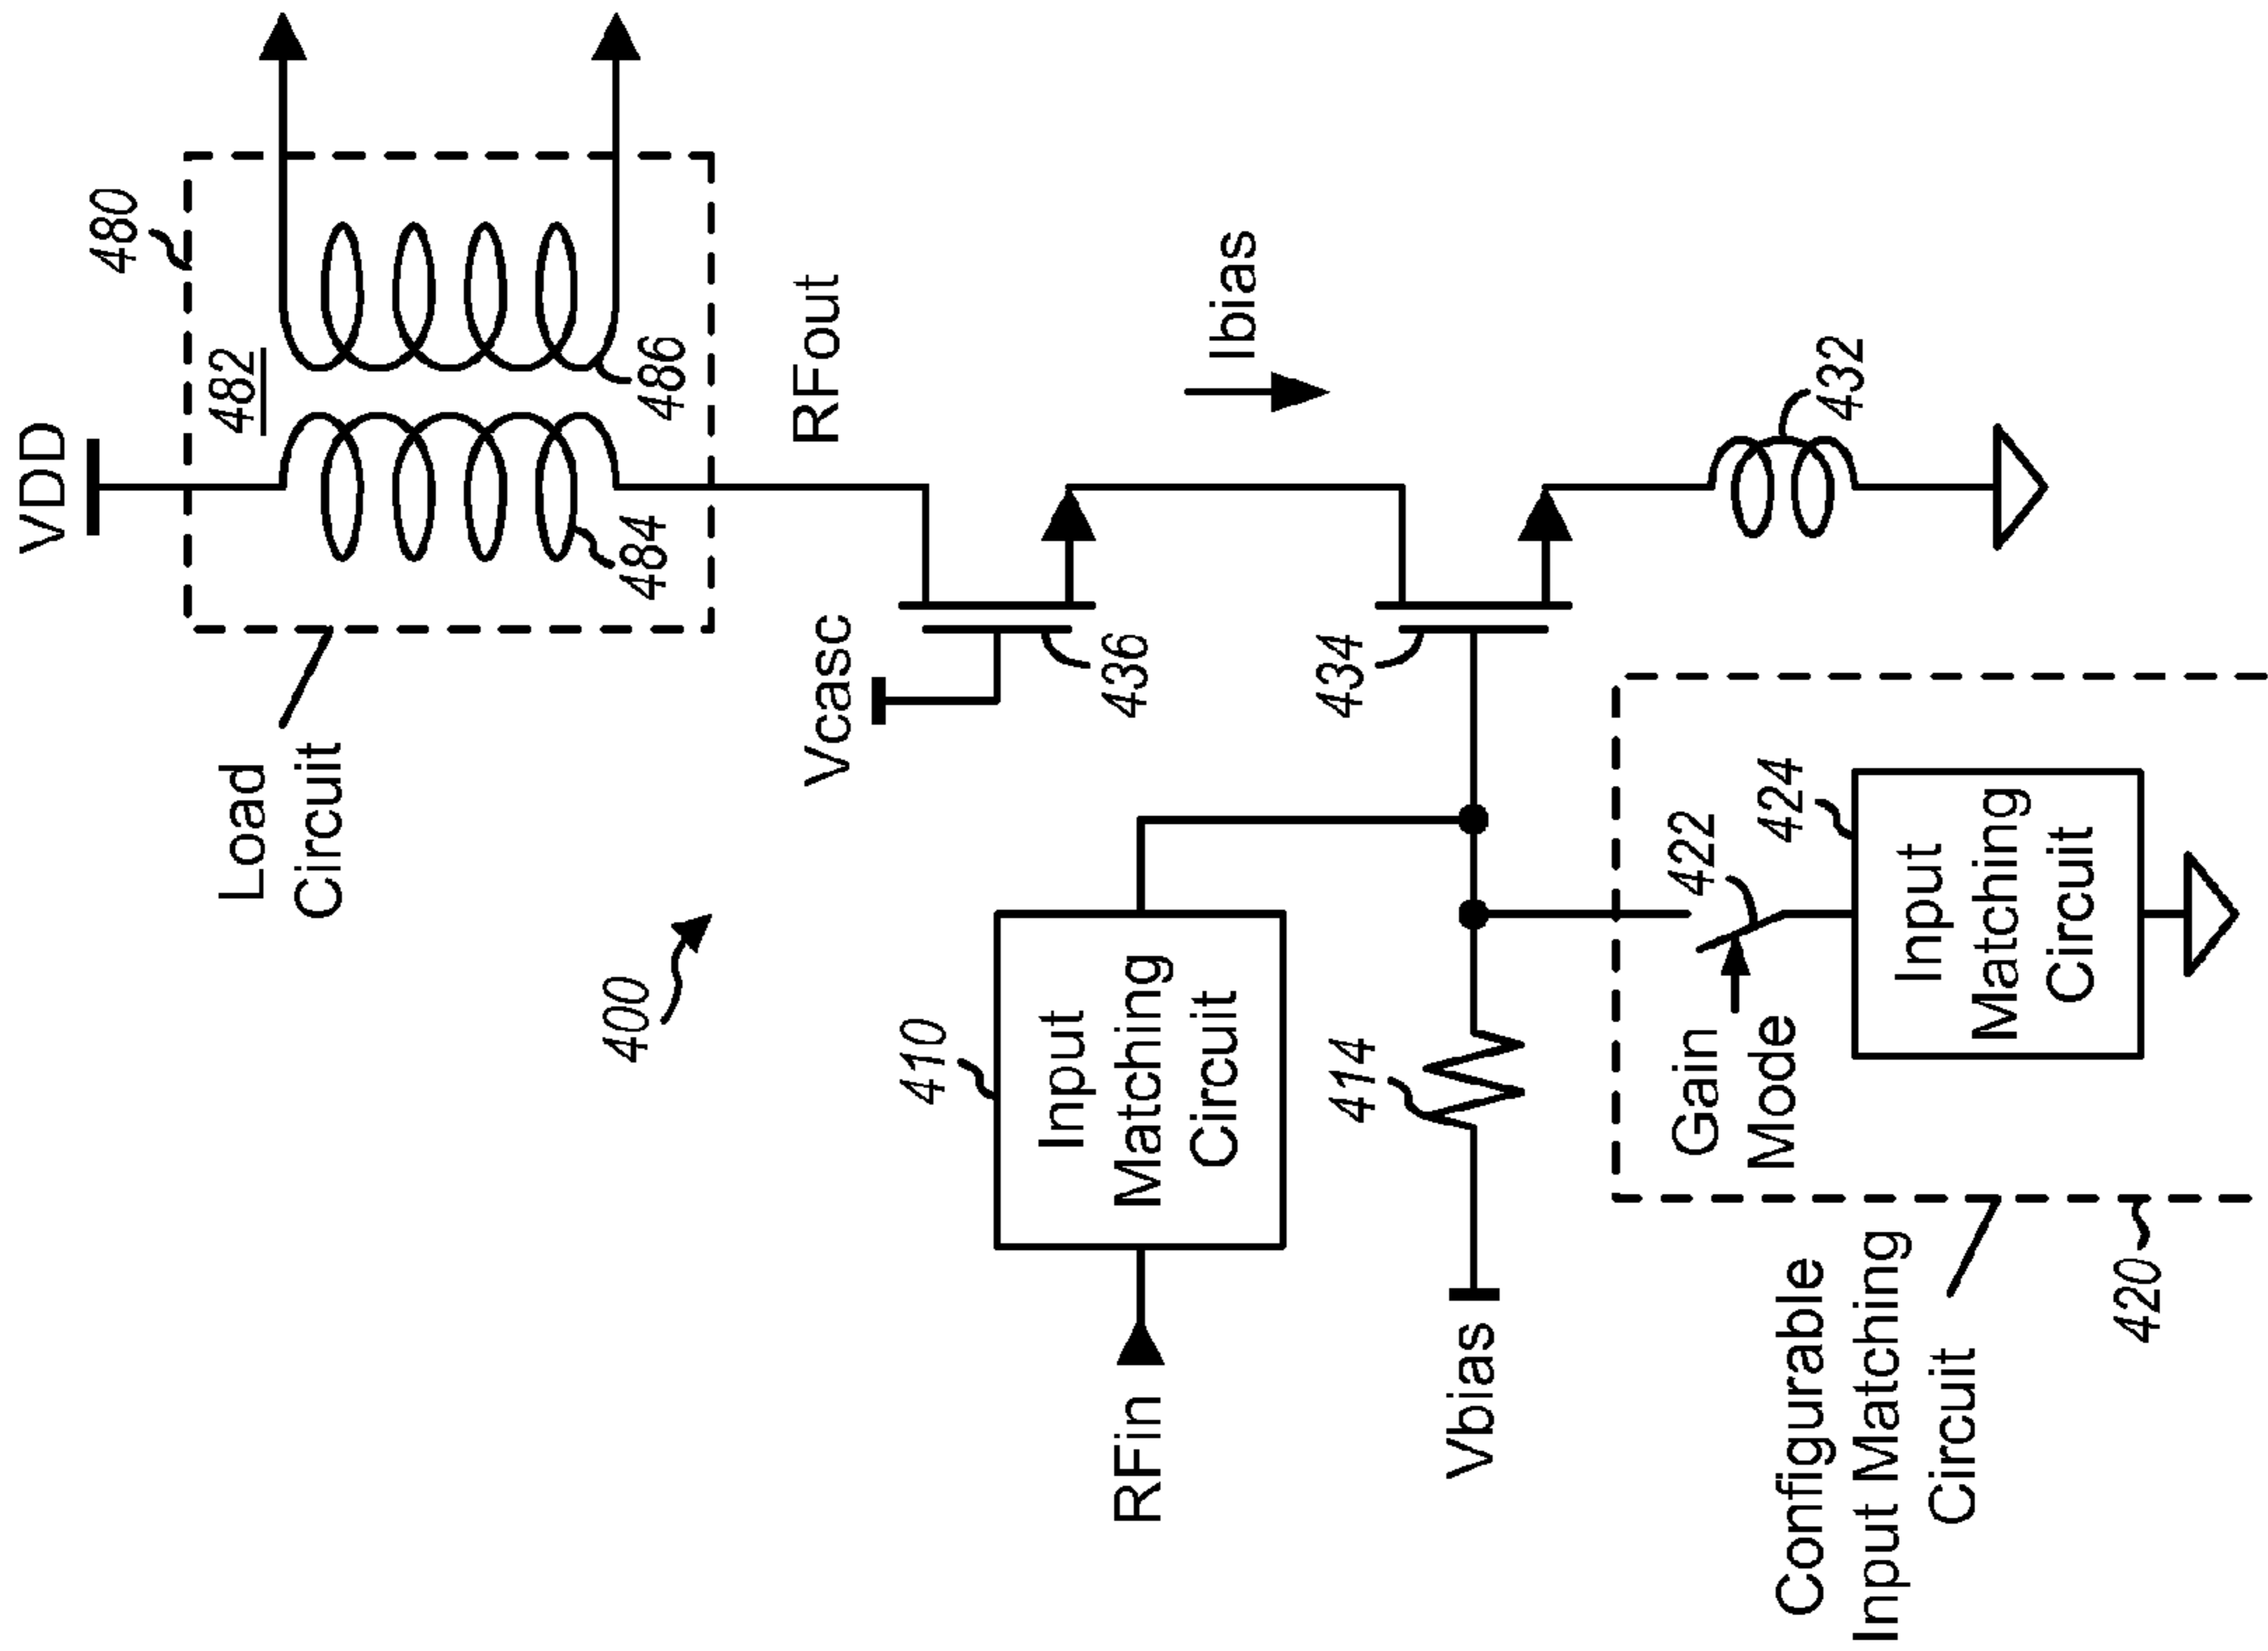 VDD
480
482
484
486
Load
Circuit
RFout
Vcasc
436
Ibias
400
410
Input
Matching
Circuit
RFin
434
432
414
Vbias
422
424
Gain
Mode
Input
Matching
Circuit
Configurable
Input Matching
Circuit
420